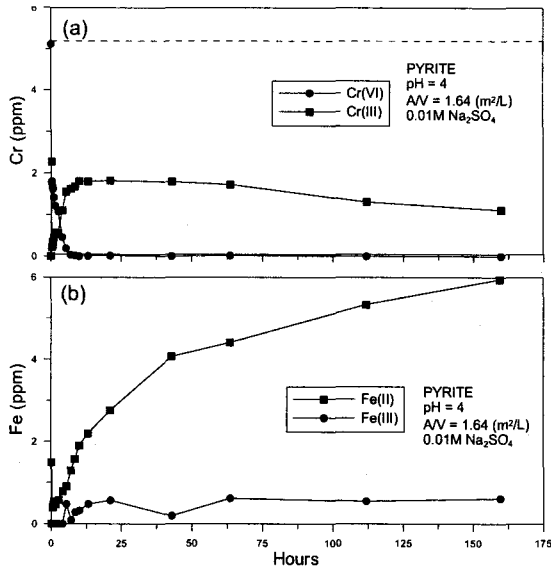 (a)
6
4
2
0
Cr (ppm)
Cr(VI)
Cr(III)
PYRITE
pH = 4
A/V = 1.64 (m²/L)
0.01M Na₂SO₄
(b)
6
4
2
0
Fe (ppm)
Fe(II)
Fe(III)
PYRITE
pH = 4
A/V = 1.64 (m²/L)
0.01M Na₂SO₄
0 25 50 75 100 125 150 175
Hours